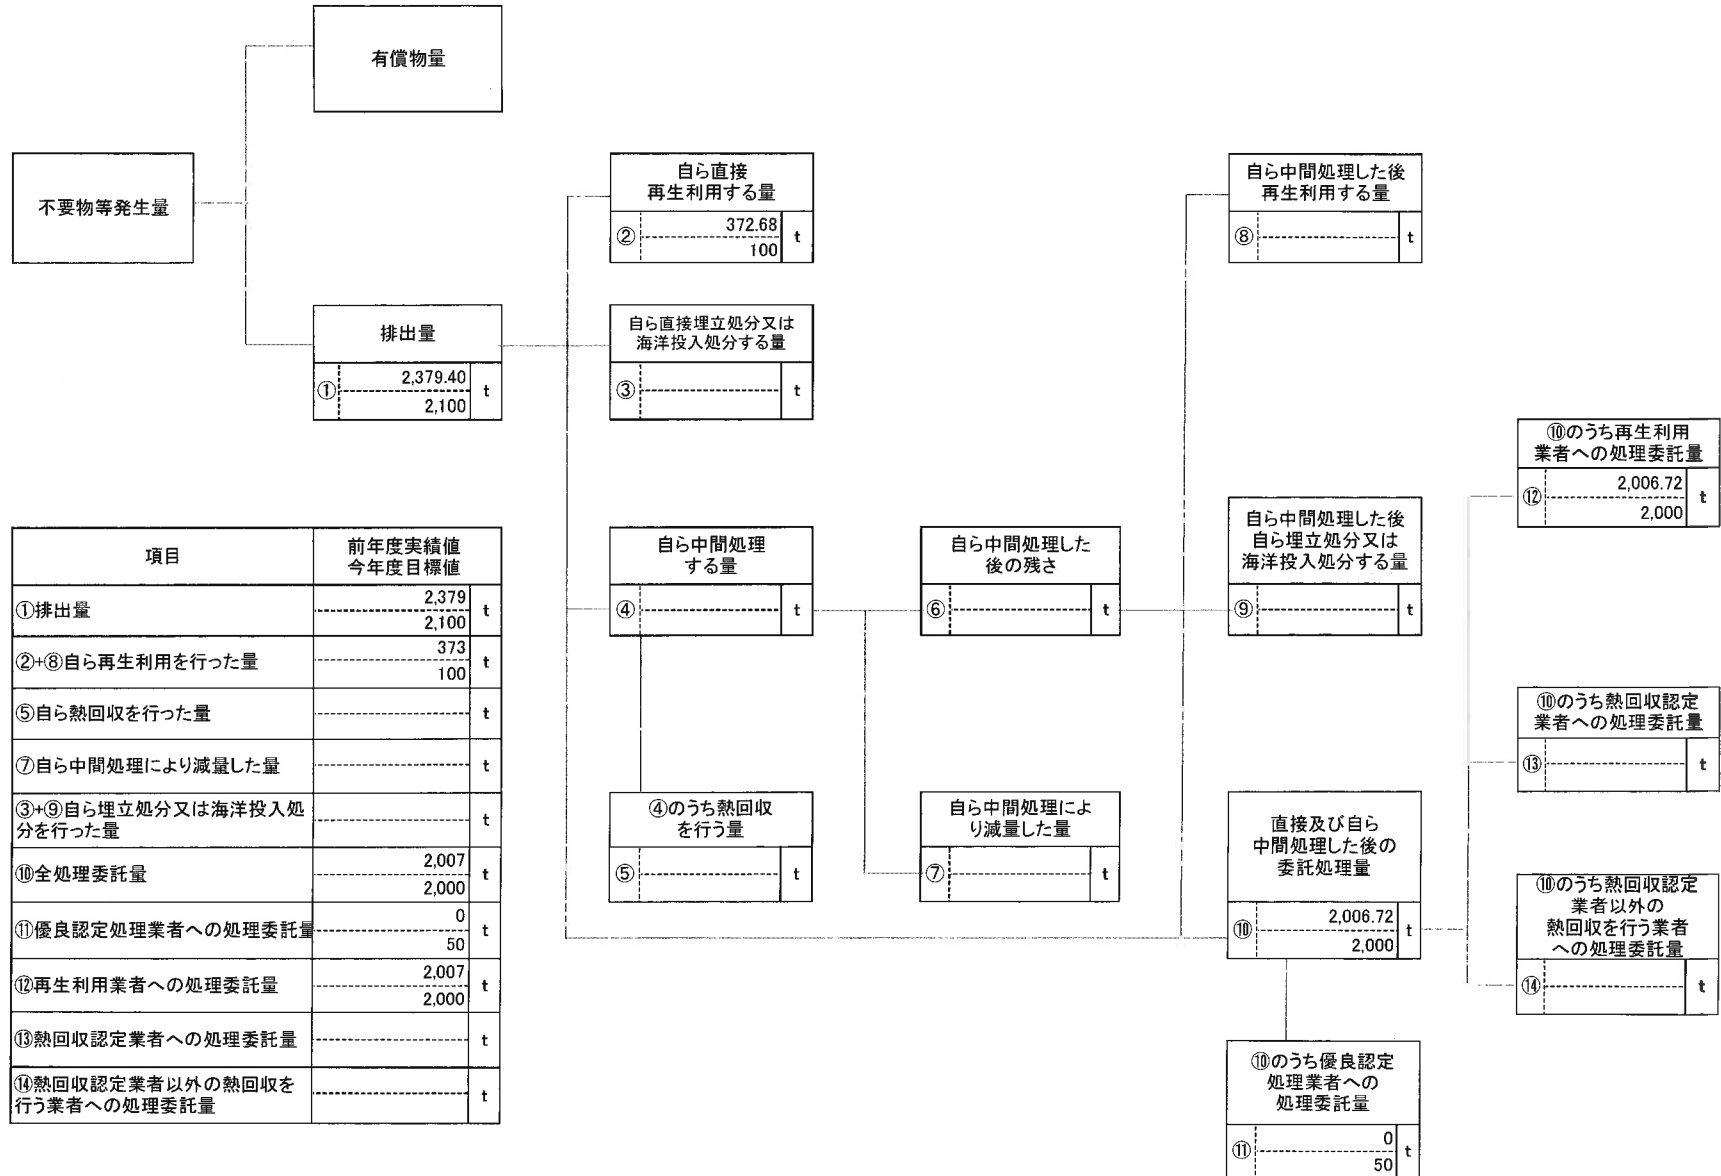 有償物量
不要物等発生量
排出量
①
2,379.40
2,100
t
自ら直接
再生利用する量
②
372.68
100
t
自ら直接埋立処分又は
海洋投入処分する量
③
t
自ら中間処理した後
再生利用する量
⑧
t
⑩のうち再生利用
業者への処理委託量
⑫
2,006.72
2,000
t
自ら中間処理
する量
④
t
自ら中間処理した
後の残さ
⑥
t
自ら中間処理した後
自ら埋立処分又は
海洋投入処分する量
⑨
t
⑩のうち熱回収認定
業者への処理委託量
⑬
t
④のうち熱回収
を行う量
⑤
t
自ら中間処理によ
り減量した量
⑦
t
直接及び自ら
中間処理した後の
委託処理量
⑩
2,006.72
2,000
t
⑩のうち熱回収認定
業者以外の
熱回収を行う業者
への処理委託量
⑭
t
⑩のうち優良認定
処理業者への
処理委託量
⑪
0
50
t
項目
前年度実績値
今年度目標値
①排出量
2,379
2,100
t
②+⑧自ら再生利用を行った量
373
100
t
⑤自ら熱回収を行った量
t
⑦自ら中間処理により減量した量
t
③+⑨自ら埋立処分又は海洋投入処
分を行った量
t
⑩全処理委託量
2,007
2,000
t
⑪優良認定処理業者への処理委託量
0
50
t
⑫再生利用業者への処理委託量
2,007
2,000
t
⑬熱回収認定業者への処理委託量
t
⑭熱回収認定業者以外の熱回収を
行う業者への処理委託量
t